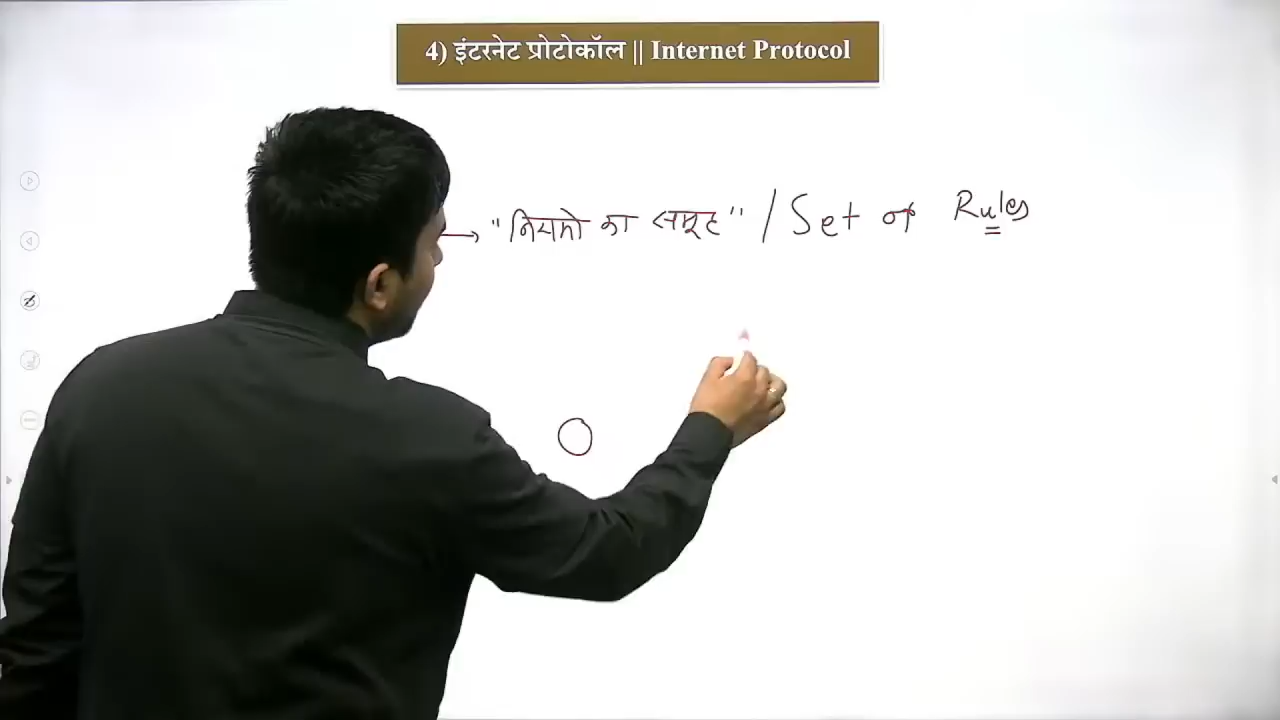 4) इंटरनेट प्रोटोकॉल || Internet Protocol
→ "नियमो का समूह" / Set of Rules